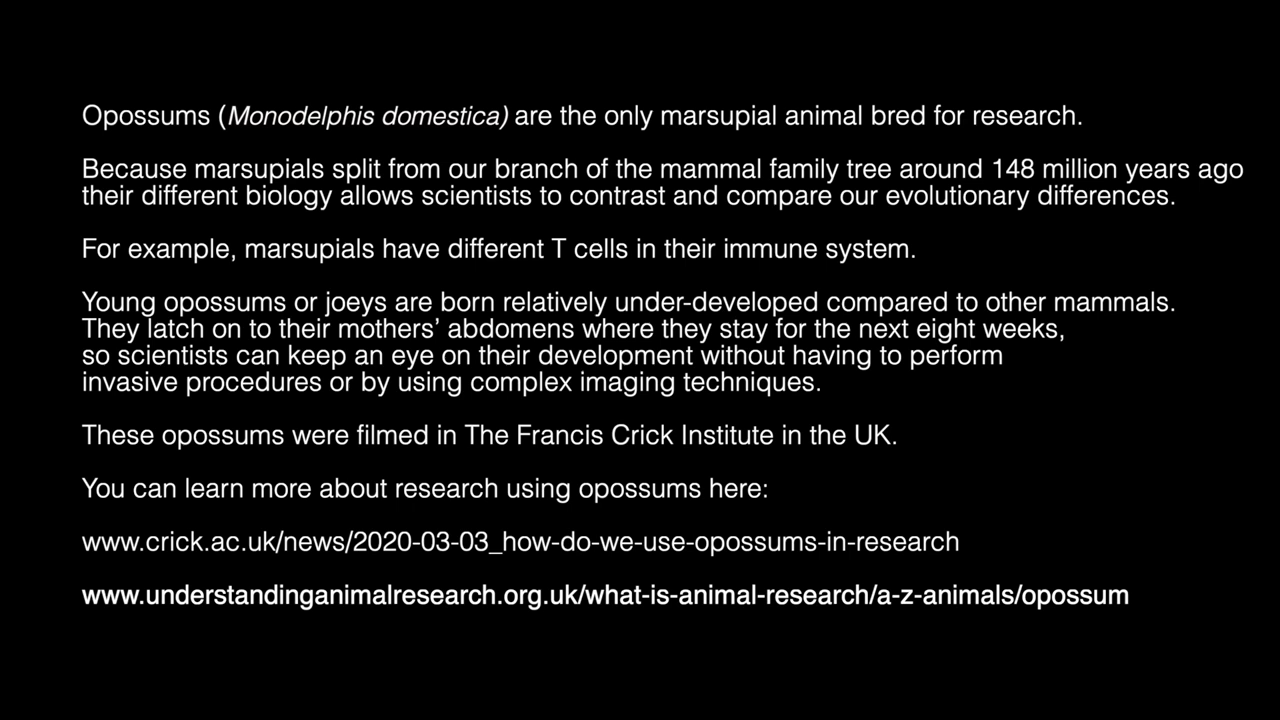 Opossums (Monodelphis domestica) are the only marsupial animal bred for research.
Because marsupials split from our branch of the mammal family tree around 148 million years ago
their different biology allows scientists to contrast and compare our evolutionary differences.
For example, marsupials have different T cells in their immune system.
Young opossums or joeys are born relatively under-developed compared to other mammals.
They latch on to their mothers’ abdomens where they stay for the next eight weeks,
so scientists can keep an eye on their development without having to perform
invasive procedures or by using complex imaging techniques.
These opossums were filmed in The Francis Crick Institute in the UK.
You can learn more about research using opossums here:
www.crick.ac.uk/news/2020-03-03_how-do-we-use-opossums-in-research
www.understandinganimalresearch.org.uk/what-is-animal-research/a-z-animals/opossum